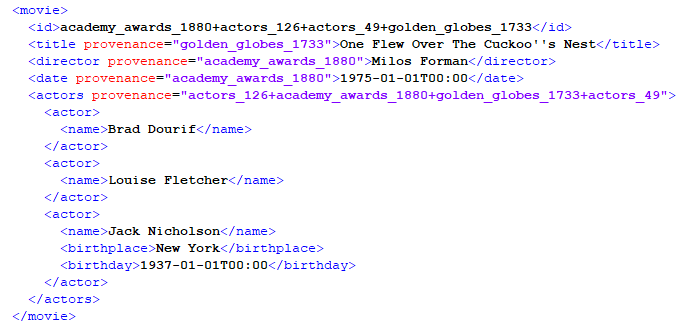 <movie>
<id>academy_awards_1880+actors_126+actors_49+golden_globes_1733</id>
<title provenance="golden_globes_1733">One Flew Over The Cuckoo''s Nest</title>
<director provenance="academy_awards_1880">Milos Forman</director>
<date provenance="academy_awards_1880">1975-01-01T00:00</date>
<actors provenance="actors_126+academy_awards_1880+golden_globes_1733+actors_49">
<actor>
<name>Brad Dourif</name>
</actor>
<actor>
<name>Louise Fletcher</name>
</actor>
<actor>
<name>Jack Nicholson</name>
<birthplace>New York</birthplace>
<birthday>1937-01-01T00:00</birthday>
</actor>
</actors>
</movie>